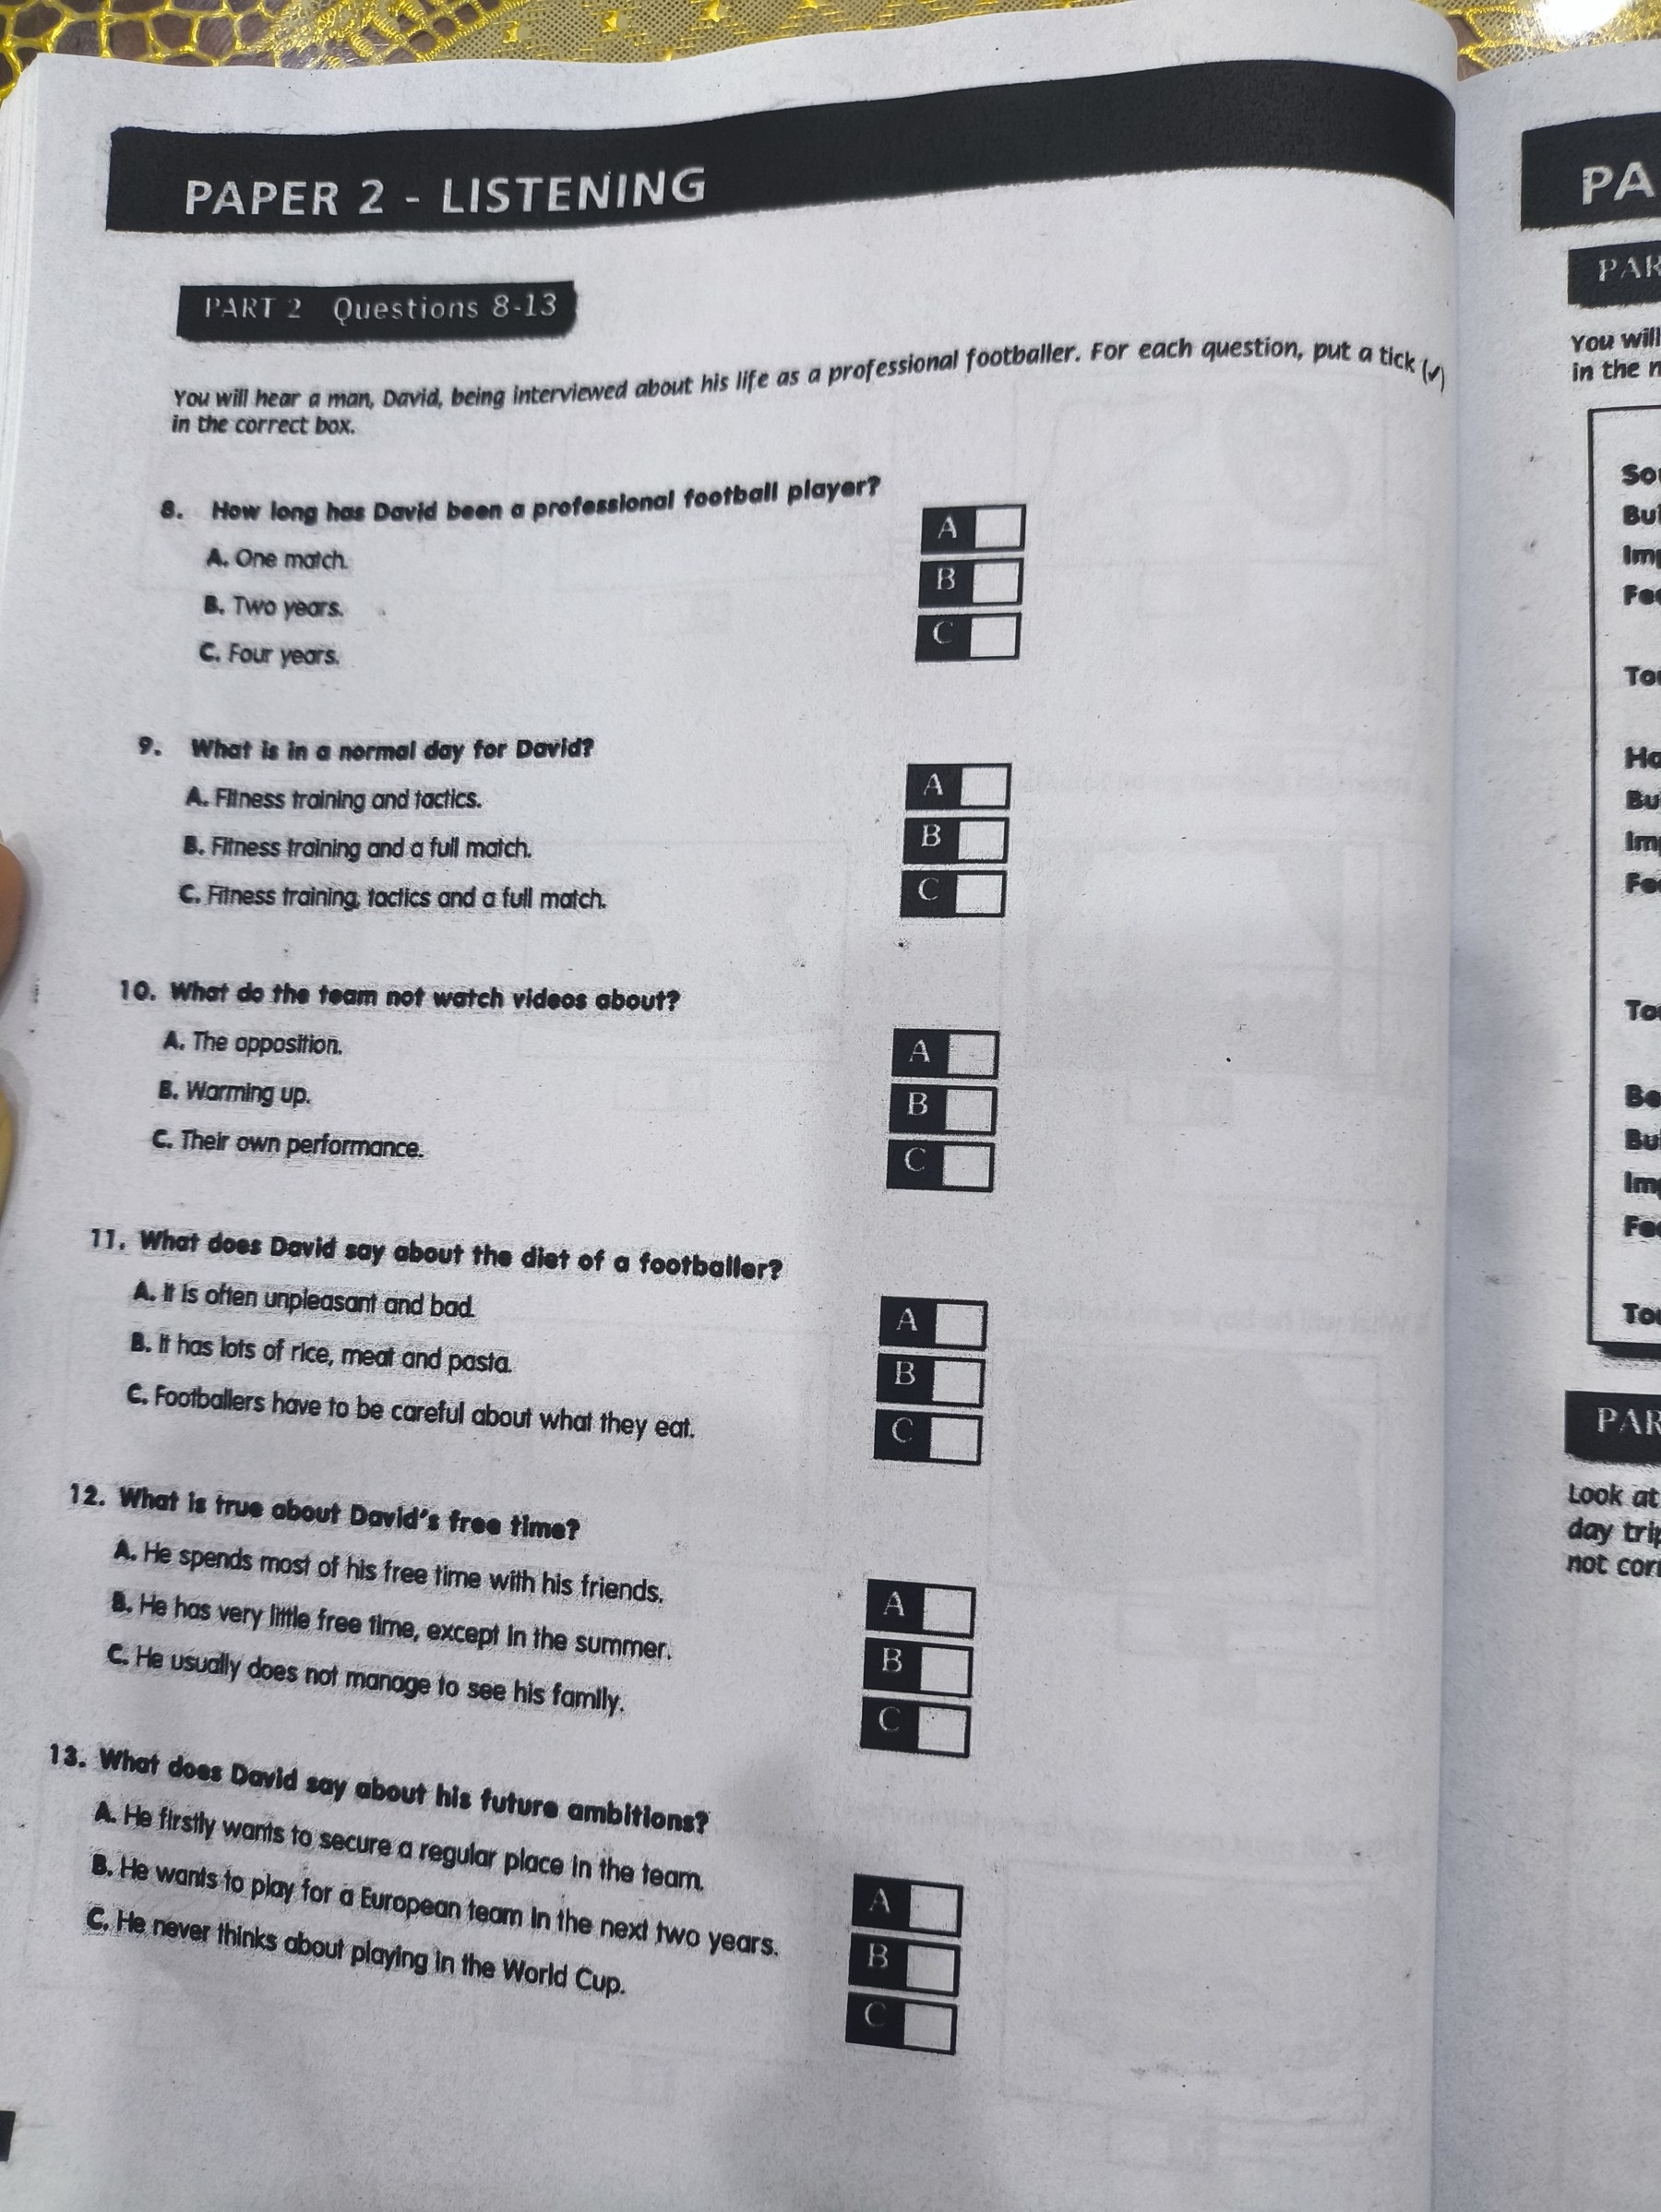 PAPER 2 - LISTENING
PART 2 Questions 8-13
You will hear a man, David, being interviewed about his life as a professional footballer. For each question, put a tick (✓)
in the correct box.
8. How long has David been a professional football player?
A. One match.
B. Two years.
C. Four years.
A
B
C
9. What is in a normal day for David?
A. Fitness training and tactics.
B. Fitness training and a full match.
C. Fitness training, tactics and a full match.
A
B
C
10. What do the team not watch videos about?
A. The opposition.
B. Warming up.
C. Their own performance.
A
B
C
11. What does David say about the diet of a footballer?
A. It is often unpleasant and bad.
B. It has lots of rice, meat and pasta.
C. Footballers have to be careful about what they eat.
A
B
C
12. What is true about David's free time?
A. He spends most of his free time with his friends.
B. He has very little free time, except in the summer.
C. He usually does not manage to see his family.
A
B
C
13. What does David say about his future ambitions?
A. He firstly wants to secure a regular place in the team.
B. He wants to play for a European team in the next two years.
C. He never thinks about playing in the World Cup.
A
B
C
You will
in the
Look at
day
not